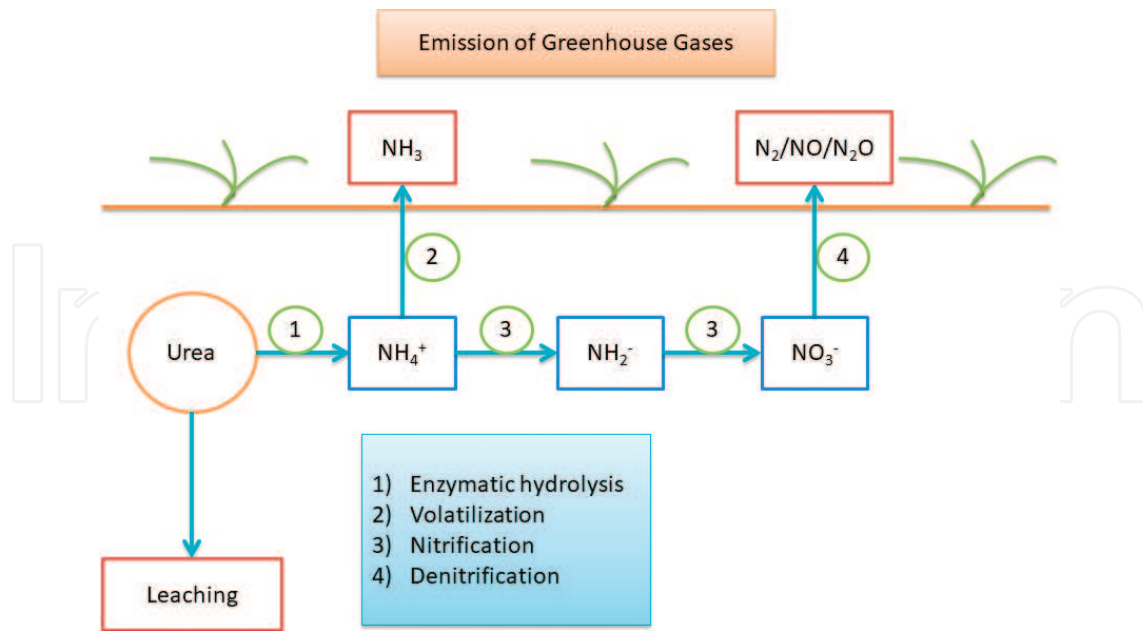 Emission of Greenhouse Gases
NH₃
N₂/NO/N₂O
2
4
Urea
1
NH₄⁺
3
NH₂⁻
3
NO₃⁻
1) Enzymatic hydrolysis
2) Volatilization
3) Nitrification
4) Denitrification
Leaching